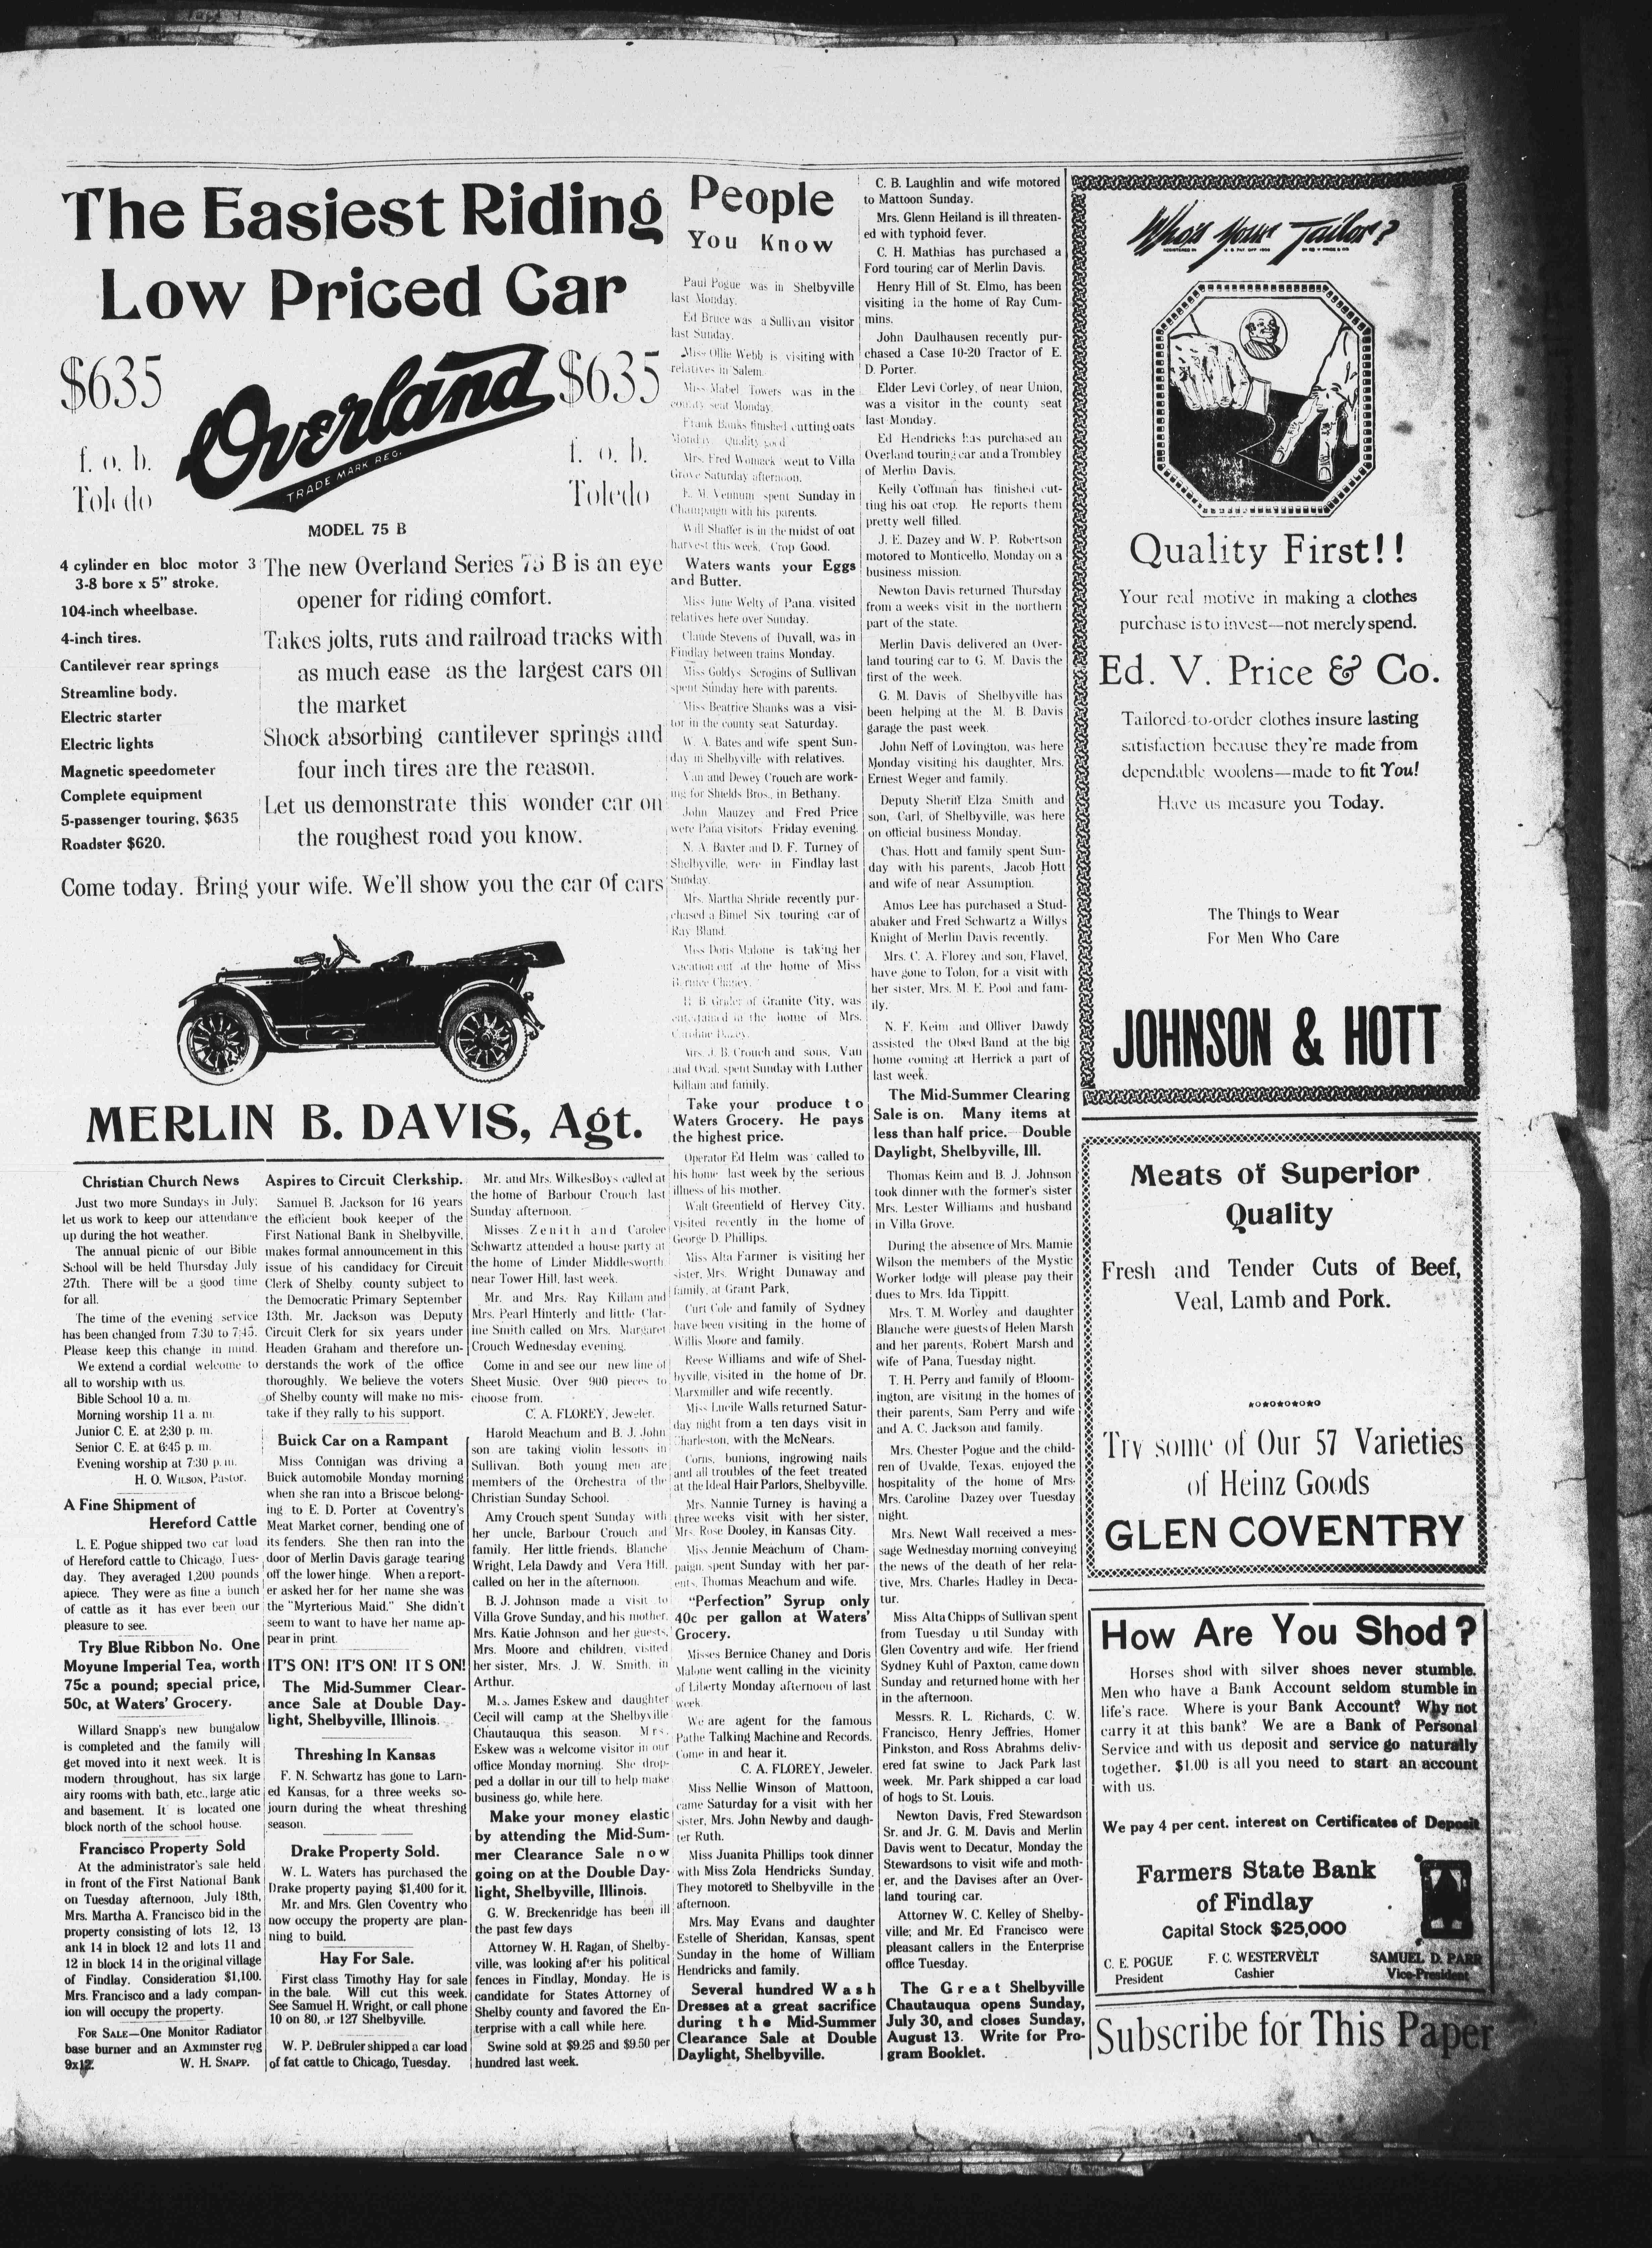 The Easiest Riding
Low Priced Car
$635
Overland
TRADE MARK REG.
$635
f. o. b.
Toledo
f. o. b.
Toledo
MODEL 75 B
4 cylinder en bloc motor 3
3-8 bore x 5" stroke.
104-inch wheelbase.
4-inch tires.
Cantilever rear springs
Streamline body.
Electric starter
Electric lights
Magnetic speedometer
Complete equipment
5-passenger touring, $635
Roadster $620.
The new Overland Series 75 B is an eye
opener for riding comfort.
Takes jolts, ruts and railroad tracks with
as much ease as the largest cars on
the market
Shock absorbing cantilever springs and
four inch tires are the reason.
Let us demonstrate this wonder car on
the roughest road you know.
Come today. Bring your wife. We'll show you the car of cars
MERLIN B. DAVIS, Agt.
Christian Church News
Just two more Sundays in July;
let us work to keep our attendance
up during the hot weather.
The annual picnic of our Bible
School will be held Thursday July
27th. There will be a good time
for all.
The time of the evening service
has been changed from 7:30 to 7:45.
Please keep this change in mind.
We extend a cordial welcome to
all to worship with us.
Bible School 10 a. m.
Morning worship 11 a. m.
Junior C. E. at 2:30 p. m.
Senior C. E. at 6:45 p. m.
Evening worship at 7:30 p. m.
H. O. WILSON, Pastor.
A Fine Shipment of
Hereford Cattle
L. E. Pogue shipped two car load
of Hereford cattle to Chicago, Tues-
day. They averaged 1,200 pounds
apiece. They were as fine a bunch
of cattle as it has ever been our
pleasure to see.
Try Blue Ribbon No. One
Moyune Imperial Tea, worth
75c a pound; special price,
50c, at Waters' Grocery.
Willard Snapp's new bungalow
is completed and the family will
get moved into it next week. It is
modern throughout, has six large
airy rooms with bath, etc., large atic
and basement. It is located one
block north of the school house.
Francisco Property Sold
At the administrator's sale held
in front of the First National Bank
on Tuesday afternoon, July 18th,
Mrs. Martha A. Francisco bid in the
property consisting of lots 12, 13
ank 14 in block 12 and lots 11 and
12 in block 14 in the original village
of Findlay. Consideration $1,100.
Mrs. Francisco and a lady compan-
ion will occupy the property.
FOR SALE—One Monitor Radiator
base burner and an Axminster rug
9x12. W. H. SNAPP.
Aspires to Circuit Clerkship.
Samuel B. Jackson for 16 years
the efficient book keeper of the
First National Bank in Shelbyville,
makes formal announcement in this
issue of his candidacy for Circuit
Clerk of Shelby county subject to
the Democratic Primary September
13th. Mr. Jackson was Deputy
Circuit Clerk for six years under
Headen Graham and therefore un-
derstands the work of the office
thoroughly. We believe the voters
of Shelby county will make no mis-
take if they rally to his support.
Buick Car on a Rampant
Miss Connigan was driving a
Buick automobile Monday morning
when she ran into a Briscoe belong-
ing to E. D. Porter at Coventry's
Meat Market corner, bending one of
its fenders. She then ran into the
door of Merlin Davis garage tearing
off the lower hinge. When a report-
er asked her for her name she was
the "Myrterious Maid." She didn't
seem to want to have her name ap-
pear in print.
IT'S ON! IT'S ON! IT S ON!
The Mid-Summer Clear-
ance Sale at Double Day-
light, Shelbyville, Illinois.
Threshing In Kansas
F. N. Schwartz has gone to Larn-
ed Kansas, for a three weeks so-
journ during the wheat threshing
season.
Drake Property Sold.
W. L. Waters has purchased the
Drake property paying $1,400 for it.
Mr. and Mrs. Glen Coventry who
now occupy the property are plan-
ning to build.
Hay For Sale.
First class Timothy Hay for sale
in the bale. Will cut this week.
See Samuel H. Wright, or call phone
10 on 80, or 127 Shelbyville.
W. P. DeBruler shipped a car load
of fat cattle to Chicago, Tuesday.
Mr. and Mrs. WilkesBoys called at
the home of Barbour Crouch last
Sunday afternoon.
Misses Zenith and Carolee
Schwartz attended a house party at
the home of Linder Middlesworth
near Tower Hill, last week.
Mr. and Mrs. Ray Killam and
Mrs. Pearl Hinterly and little Clar-
ine Smith called on Mrs. Margaret
Crouch Wednesday evening.
Come in and see our new line of
Sheet Music. Over 900 pieces to
choose from.
C. A. FLOREY, Jeweler.
Harold Meachum and B. J. John
son are taking violin lessons in
Sullivan. Both young men are
members of the Orchestra of the
Christian Sunday School.
Amy Crouch spent Sunday with
her uncle, Barbour Crouch and
family. Her little friends, Blanche
Wright, Lela Dawdy and Vera Hill,
called on her in the afternoon.
B. J. Johnson made a visit to
Villa Grove Sunday, and his mother,
Mrs. Katie Johnson and her guests,
Mrs. Moore and children, visited
her sister, Mrs. J. W. Smith, in
Arthur.
Mrs. James Eskew and daughter
Cecil will camp at the Shelbyville
Chautauqua this season. Mrs.
Eskew was a welcome visitor in our
office Monday morning. She drop-
ped a dollar in our till to help make
business go, while here.
Make your money elastic
by attending the Mid-Sum-
mer Clearance Sale now
going on at the Double Day-
light, Shelbyville, Illinois.
G. W. Breckenridge has been ill
the past few days
Attorney W. H. Ragan, of Shelby-
ville, was looking after his political
fences in Findlay, Monday. He is
candidate for States Attorney of
Shelby county and favored the En-
terprise with a call while here.
Swine sold at $9.25 and $9.50 per
hundred last week.
People
You Know
Paul Pogue was in Shelbyville
last Monday.
Ed Bruce was a Sullivan visitor
last Sunday.
Miss Ollie Webb is visiting with
relatives in Salem.
Miss Mabel Towers was in the
county seat Monday.
Frank Banks finished cutting oats
Monday. Quality good
Mrs. Fred Womack went to Villa
Grove Saturday afternoon.
E. M. Vennum spent Sunday in
Champaign with his parents.
Will Shaffer is in the midst of oat
harvest this week. Crop Good.
Waters wants your Eggs
and Butter.
Miss June Welty of Pana, visited
relatives here over Sunday.
Claude Stevens of Duvall, was in
Findlay between trains Monday.
Miss Goldys Scrogins of Sullivan
spent Sunday here with parents.
Miss Beatrice Shanks was a visi-
tor in the county seat Saturday.
W. A. Bates and wife spent Sun-
day in Shelbyville with relatives.
Van and Dewey Crouch are work-
ing for Shields Bros., in Bethany.
John Mauzey and Fred Price
were Pana visitors Friday evening.
N. A. Baxter and D. F. Turney of
Shelbyville, were in Findlay last
Sunday.
Mrs. Martha Shride recently pur-
chased a Bimel Six touring car of
Ray Bland.
Miss Doris Malone is taking her
vacation out at the home of Miss
Bernice Chaney.
B. B. Grider of Granite City, was
entertained in the home of Mrs.
Caroline Dazey.
Mrs. J. B. Crouch and sons, Van
and Oval, spent Sunday with Luther
Killam and family.
Take your produce to
Waters Grocery. He pays
the highest price.
Operator Ed Helm was called to
his home last week by the serious
illness of his mother.
Walt Greenfield of Hervey City,
visited recently in the home of
George D. Phillips.
Miss Alta Farmer is visiting her
sister, Mrs. Wright Dunaway and
family, at Grant Park,
Curt Cole and family of Sydney
have been visiting in the home of
Willis Moore and family.
Reese Williams and wife of Shel-
byville, visited in the home of Dr.
Marxmiller and wife recently.
Miss Lucile Walls returned Satur-
day night from a ten days visit in
Charleston, with the McNears.
Corns, bunions, ingrowing nails
and all troubles of the feet treated
at the Ideal Hair Parlors, Shelbyville.
Mrs. Nannie Turney is having a
three weeks visit with her sister,
Mrs. Rose Dooley, in Kansas City.
Miss Jennie Meachum of Cham-
paign, spent Sunday with her par-
ents, Thomas Meachum and wife.
"Perfection" Syrup only
40c per gallon at Waters'
Grocery.
Misses Bernice Chaney and Doris
Malone went calling in the vicinity
of Liberty Monday afternoon of last
week.
We are agent for the famous
Pathe Talking Machine and Records.
Come in and hear it.
C. A. FLOREY, Jeweler.
Miss Nellie Winson of Mattoon,
came Saturday for a visit with her
sister, Mrs. John Newby and daugh-
ter Ruth.
Miss Juanita Phillips took dinner
with Miss Zola Hendricks Sunday.
They motored to Shelbyville in the
afternoon.
Mrs. May Evans and daughter
Estelle of Sheridan, Kansas, spent
Sunday in the home of William
Hendricks and family.
Several hundred Wash
Dresses at a great sacrifice
during the Mid-Summer
Clearance Sale at Double
Daylight, Shelbyville.
C. B. Laughlin and wife motored
to Mattoon Sunday.
Mrs. Glenn Heiland is ill threaten-
ed with typhoid fever.
C. H. Mathias has purchased a
Ford touring car of Merlin Davis.
Henry Hill of St. Elmo, has been
visiting in the home of Ray Cum-
mins.
John Daulhausen recently pur-
chased a Case 10-20 Tractor of E.
D. Porter.
Elder Levi Corley, of near Union,
was a visitor in the county seat
last Monday.
Ed Hendricks has purchased an
Overland touring car and a Trombley
of Merlin Davis.
Kelly Coffman has finished cut-
ting his oat crop. He reports them
pretty well filled.
J. E. Dazey and W. P. Robertson
motored to Monticello, Monday on a
business mission.
Newton Davis returned Thursday
from a weeks visit in the northern
part of the state.
Merlin Davis delivered an Over-
land touring car to G. M. Davis the
first of the week.
G. M. Davis of Shelbyville has
been helping at the M. B. Davis
garage the past week.
John Neff of Lovington, was here
Monday visiting his daughter, Mrs.
Ernest Weger and family.
Deputy Sheriff Elza Smith and
son, Carl, of Shelbyville, was here
on official business Monday.
Chas. Hott and family spent Sun-
day with his parents, Jacob Hott
and wife of near Assumption.
Amos Lee has purchased a Stud-
abaker and Fred Schwartz a Willys
Knight of Merlin Davis recently.
Mrs. C. A. Florey and son, Flavel,
have gone to Tolon, for a visit with
her sister, Mrs. M. E. Pool and fam-
ily.
N. F. Keim and Olliver Dawdy
assisted the Obed Band at the big
home coming at Herrick a part of
last week.
The Mid-Summer Clearing
Sale is on. Many items at
less than half price. Double
Daylight, Shelbyville, Ill.
Thomas Keim and B. J. Johnson
took dinner with the former's sister
Mrs. Lester Williams and husband
in Villa Grove.
During the absence of Mrs. Mamie
Wilson the members of the Mystic
Worker lodge will please pay their
dues to Mrs. Ida Tippitt.
Mrs. T. M. Worley and daughter
Blanche were guests of Helen Marsh
and her parents, Robert Marsh and
wife of Pana, Tuesday night.
T. H. Perry and family of Bloom-
ington, are visiting in the homes of
their parents, Sam Perry and wife
and A. C. Jackson and family.
Mrs. Chester Pogue and the child-
ren of Uvalde, Texas, enjoyed the
hospitality of the home of Mrs.
Mrs. Caroline Dazey over Tuesday
night.
Mrs. Newt Wall received a mes-
sage Wednesday morning conveying
the news of the death of her rela-
tive, Mrs. Charles Hadley in Deca-
tur.
Miss Alta Chipps of Sullivan spent
from Tuesday u til Sunday with
Glen Coventry and wife. Her friend
Sydney Kuhl of Paxton, came down
Sunday and returned home with her
in the afternoon.
Messrs. R. L. Richards, C. W.
Francisco, Henry Jeffries, Homer
Pinkston, and Ross Abrahms deliv-
ered fat swine to Jack Park last
week. Mr. Park shipped a car load
of hogs to St. Louis.
Newton Davis, Fred Stewardson
Sr. and Jr. G. M. Davis and Merlin
Davis went to Decatur, Monday the
Stewardsons to visit wife and moth-
er, and the Davises after an Over-
land touring car.
Attorney W. C. Kelley of Shelby-
ville; and Mr. Ed Francisco were
pleasant callers in the Enterprise
office Tuesday.
The Great Shelbyville
Chautauqua opens Sunday,
July 30, and closes Sunday,
August 13. Write for Pro-
gram Booklet.
Who's Your Tailor?
Quality First!!
Your real motive in making a clothes
purchase is to invest—not merely spend.
Ed. V. Price & Co.
Tailored-to-order clothes insure lasting
satisfaction because they're made from
dependable woolens—made to fit You!
Have us measure you Today.
The Things to Wear
For Men Who Care
JOHNSON & HOTT
Meats of Superior
Quality
Fresh and Tender Cuts of Beef,
Veal, Lamb and Pork.
Try some of Our 57 Varieties
of Heinz Goods
GLEN COVENTRY
How Are You Shod?
Horses shod with silver shoes never stumble.
Men who have a Bank Account seldom stumble in
life's race. Where is your Bank Account? Why not
carry it at this bank? We are a Bank of Personal
Service and with us deposit and service go naturally
together. $1.00 is all you need to start an account
with us.
We pay 4 per cent. interest on Certificates of Deposit
Farmers State Bank
of Findlay
Capital Stock $25,000
C. E. POGUE
President
F. C. WESTERVELT
Cashier
SAMUEL D. PARR
Vice-President
Subscribe for This Paper